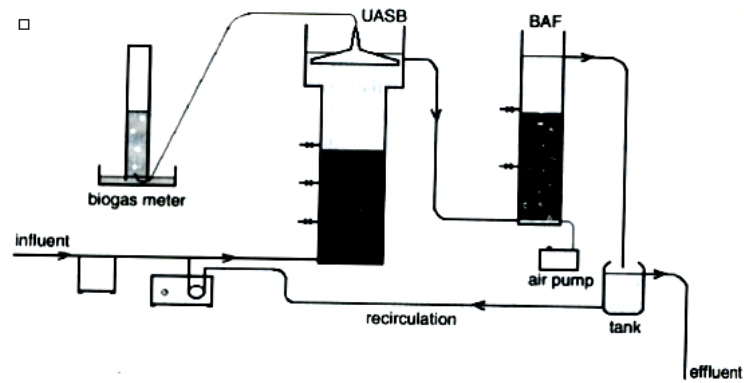 UASB
BAF
biogas meter
influent
air pump
recirculation
tank
effluent